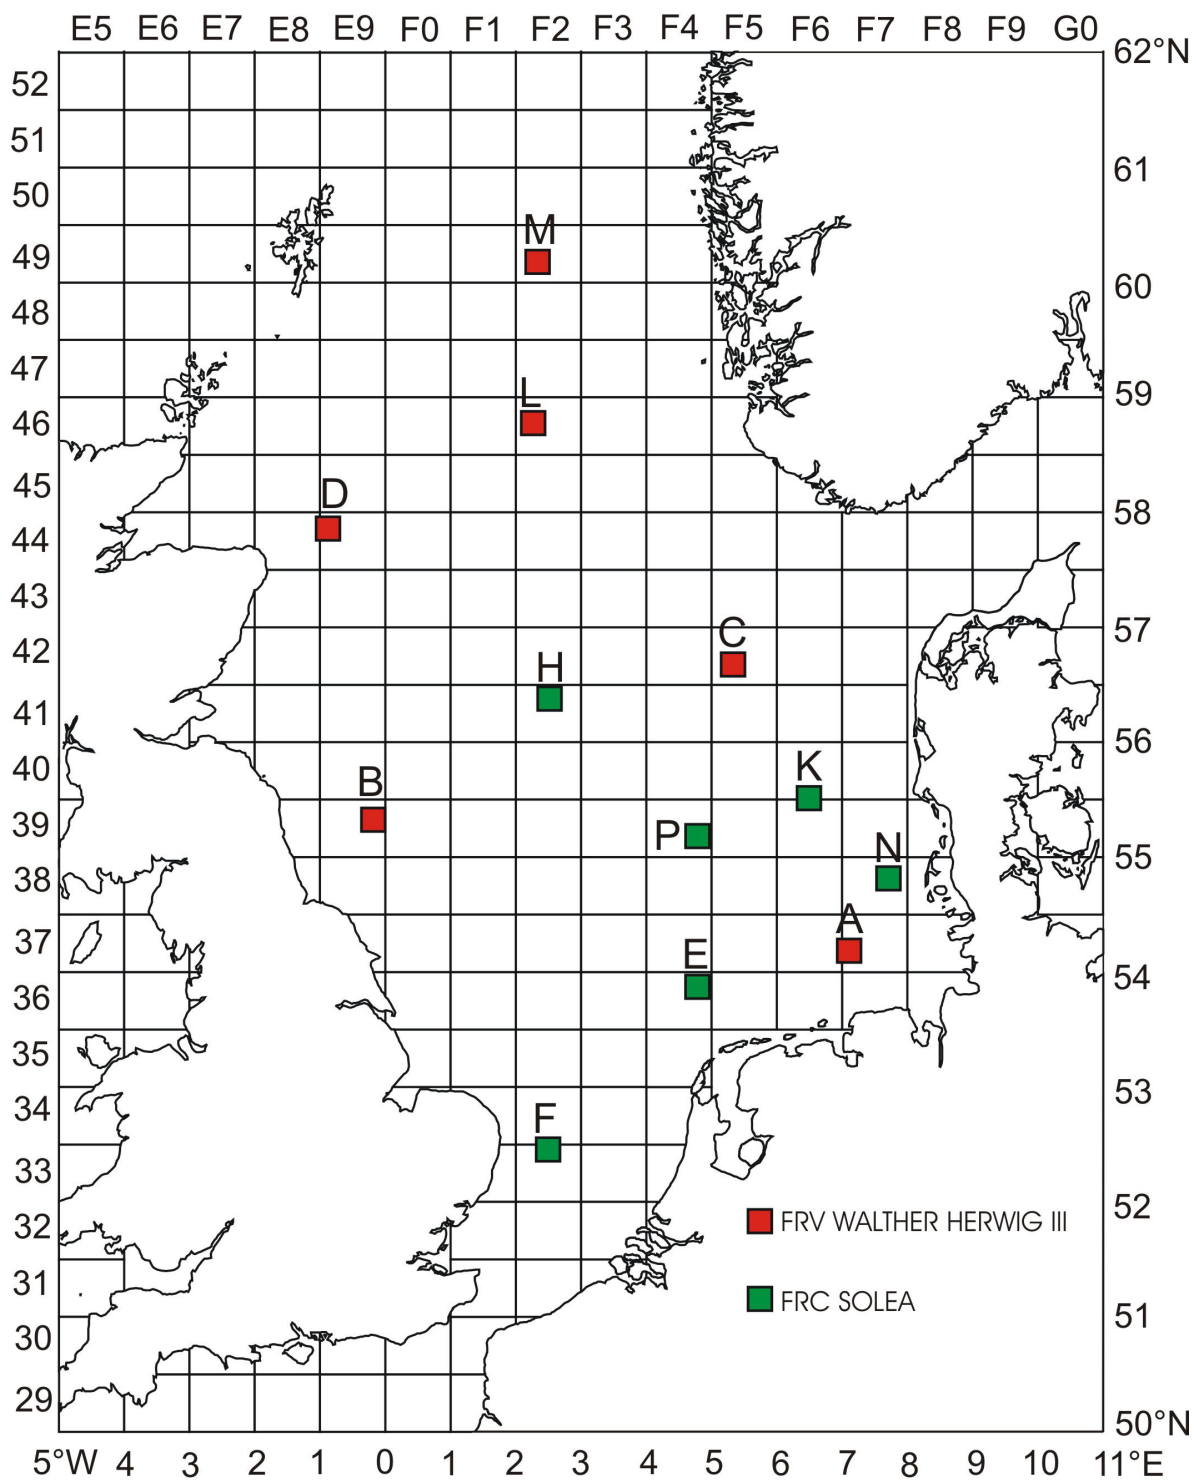 E5 E6 E7 E8 E9 F0 F1 F2 F3 F4 F5 F6 F7 F8 F9 G0
62°N
52
51
61
50
M
49
60
48
47
59
L
46
45
D
58
44
43
57
C
42
H
41
56
40
K
B
39
P
N
55
38
A
37
E
54
36
35
53
34
F
33
52
32
FRV WALTHER HERWIG III
31
FRC SOLEA
51
30
29
50°N
5°W 4 3 2 1 0 1 2 3 4 5 6 7 8 9 10 11°E